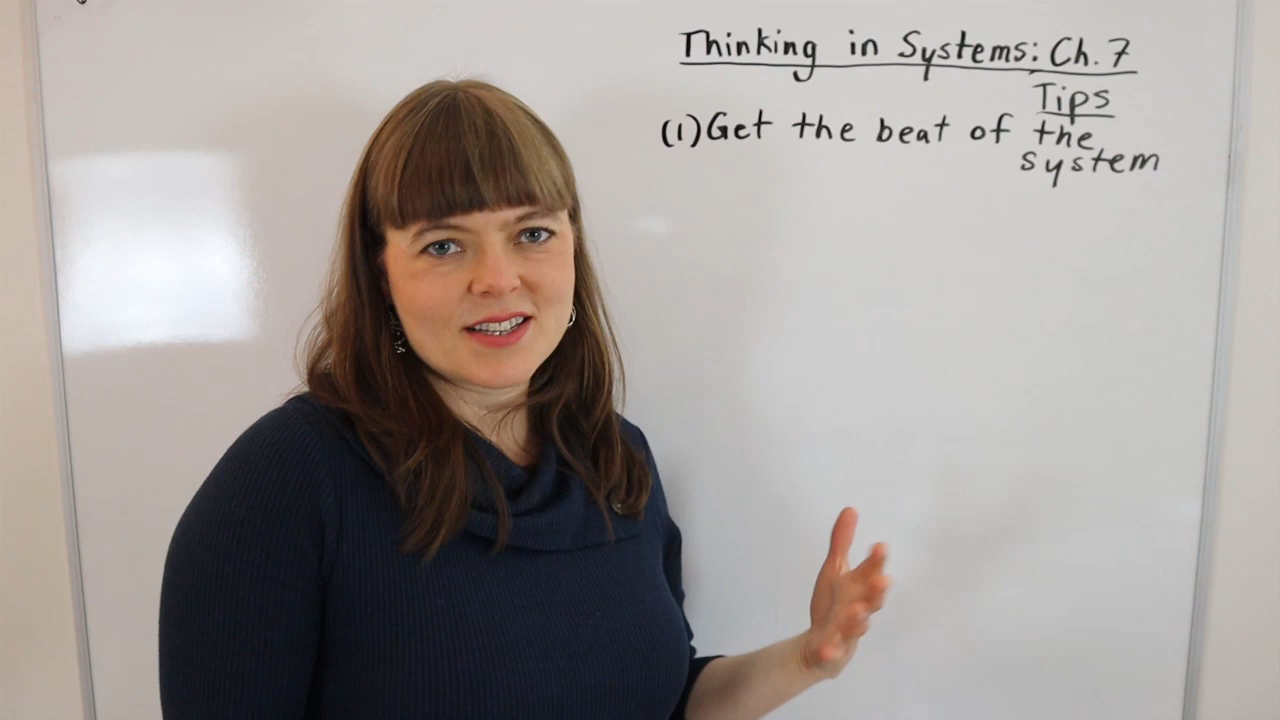 Thinking in Systems: Ch. 7
Tips
(1) Get the beat of the
system